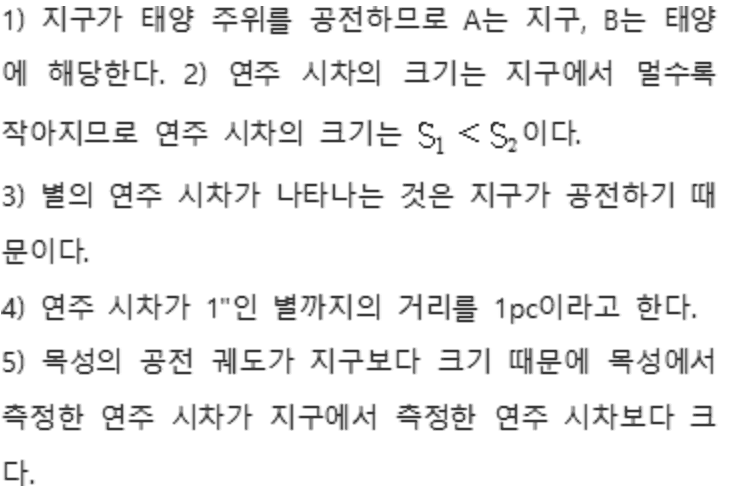 1) 지구가 태양 주위를 공전하므로 A는 지구, B는 태양
에 해당한다. 2) 연주 시차의 크기는 지구에서 멀수록
작아지므로 연주 시차의 크기는 S₁ < S₂이다.
3) 별의 연주 시차가 나타나는 것은 지구가 공전하기 때
문이다.
4) 연주 시차가 1"인 별까지의 거리를 1pc이라고 한다.
5) 목성의 공전 궤도가 지구보다 크기 때문에 목성에서
측정한 연주 시차가 지구에서 측정한 연주 시차보다 크
다.